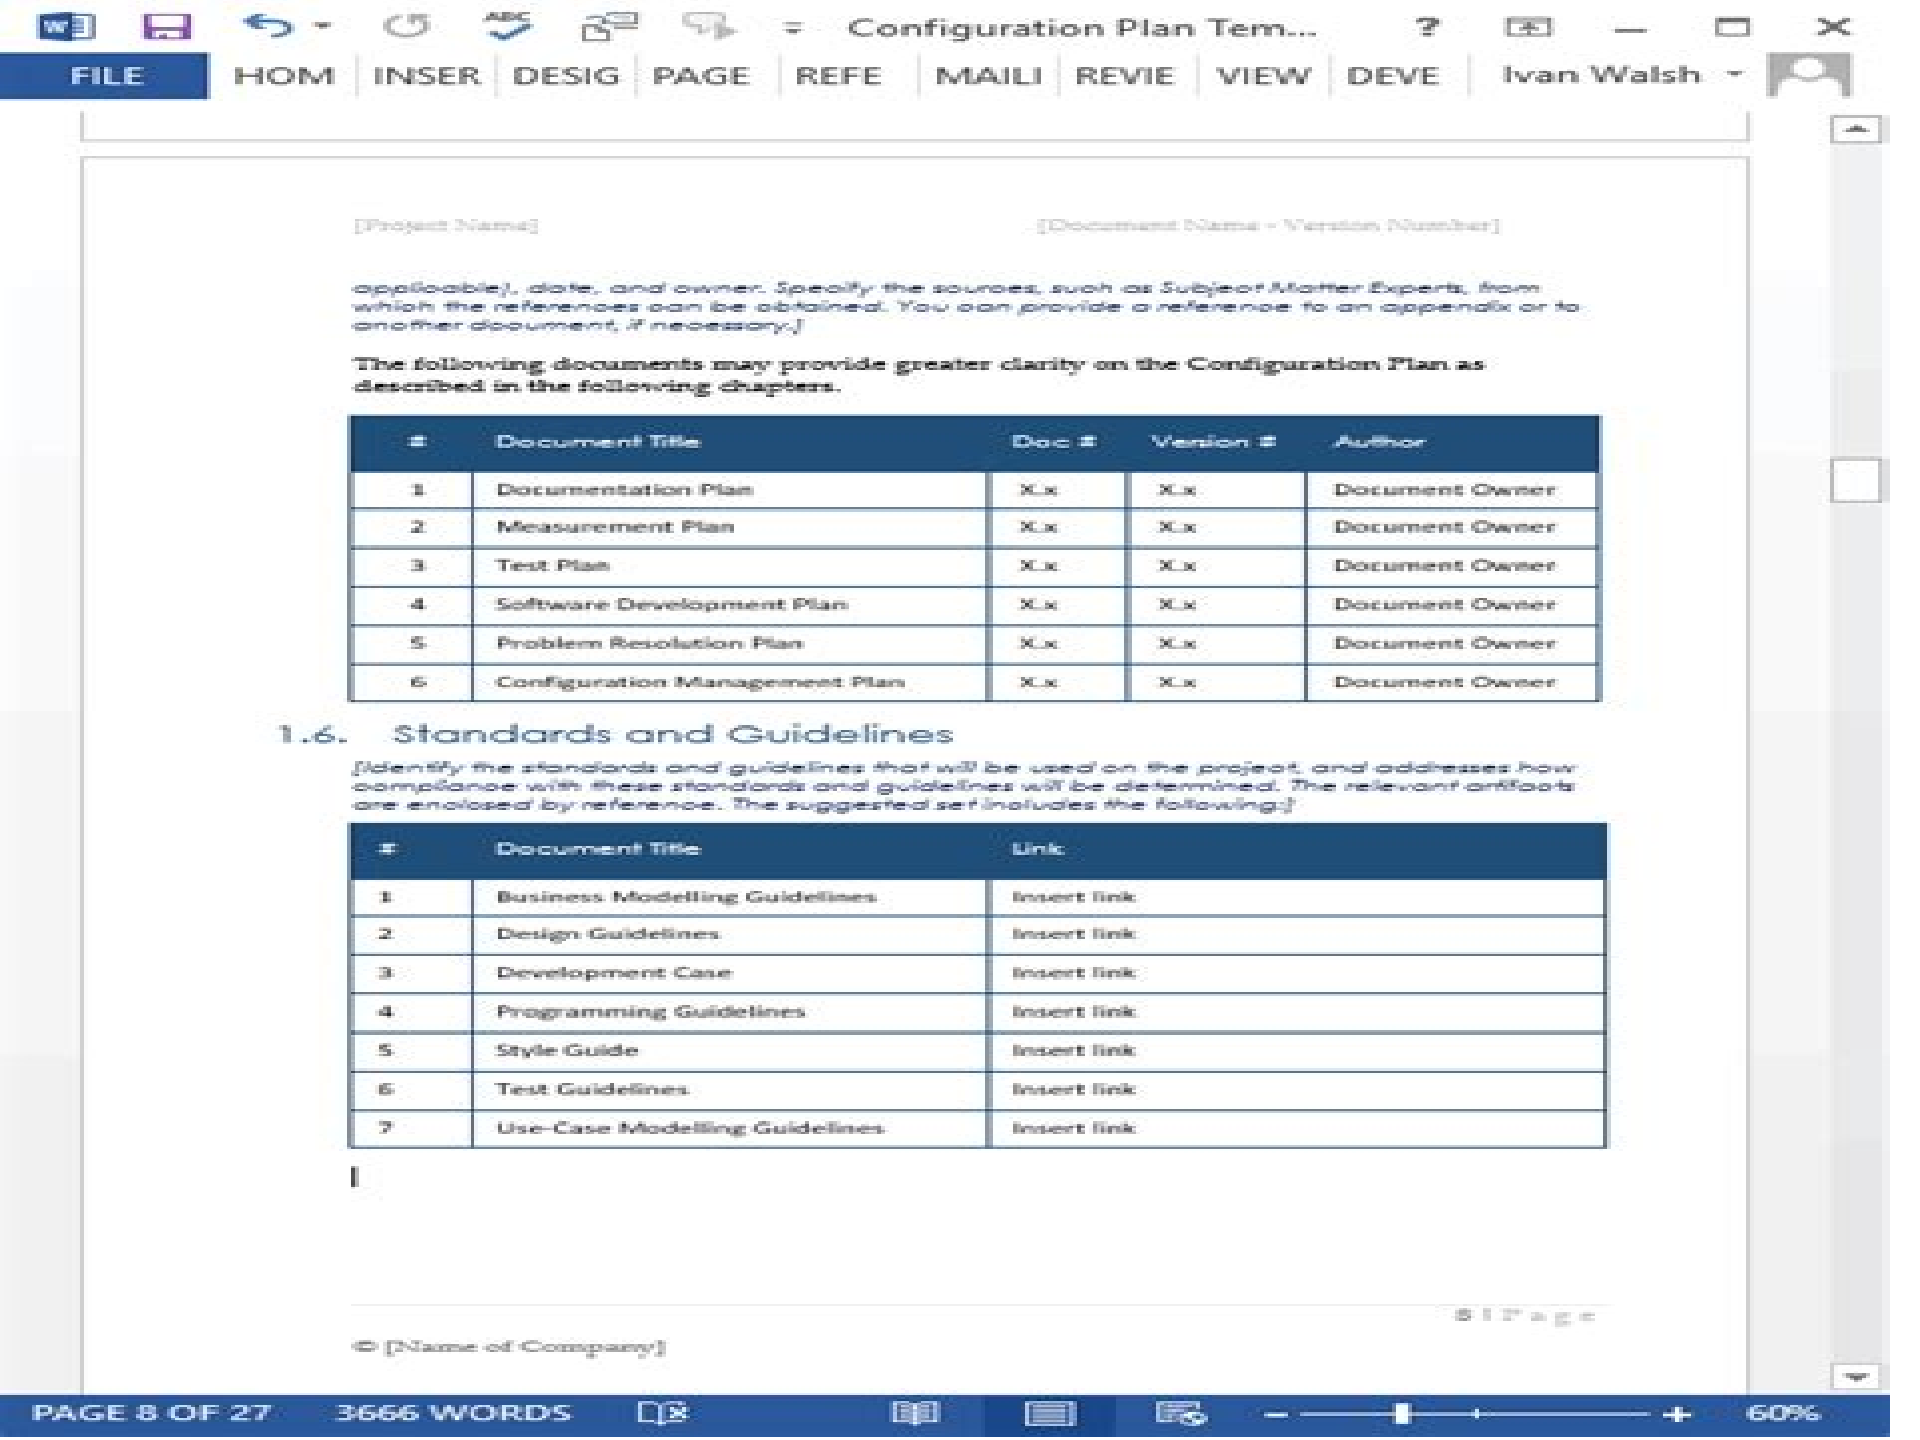 Configuration Plan Tem...
FILE HOM INSER DESIG PAGE REFE MAILI REVIE VIEW DEVE Ivan Walsh
[Project Name] [Document Name - Version Number]
applicable), date, and owner. Specify the sources, such as Subject Matter Experts, from
which the references can be obtained. You can provide a reference to an appendix or to
another document, if necessary.]
The following documents may provide greater clarity on the Configuration Plan as
described in the following chapters.
# Document Title Doc # Version # Author
1 Documentation Plan X.x X.x Document Owner
2 Measurement Plan X.x X.x Document Owner
3 Test Plan X.x X.x Document Owner
4 Software Development Plan X.x X.x Document Owner
5 Problem Resolution Plan X.x X.x Document Owner
6 Configuration Management Plan X.x X.x Document Owner
1.6. Standards and Guidelines
[Identify the standards and guidelines that will be used on the project, and addresses how
compliance with these standards and guidelines will be determined. The relevant artifacts
are enclosed by reference. The suggested set includes the following:]
# Document Title Link
1 Business Modelling Guidelines Insert link
2 Design Guidelines Insert link
3 Development Case Insert link
4 Programming Guidelines Insert link
5 Style Guide Insert link
6 Test Guidelines Insert link
7 Use-Case Modelling Guidelines Insert link
8 | Page
© [Name of Company]
PAGE 8 OF 27 3666 WORDS 60%